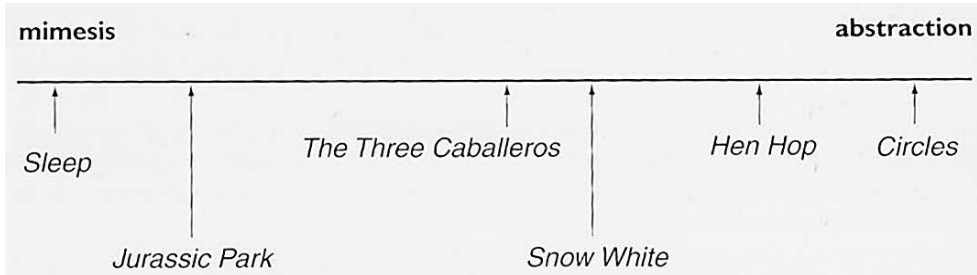 mimesis
abstraction
Sleep
The Three Caballeros
Hen Hop
Circles
Jurassic Park
Snow White